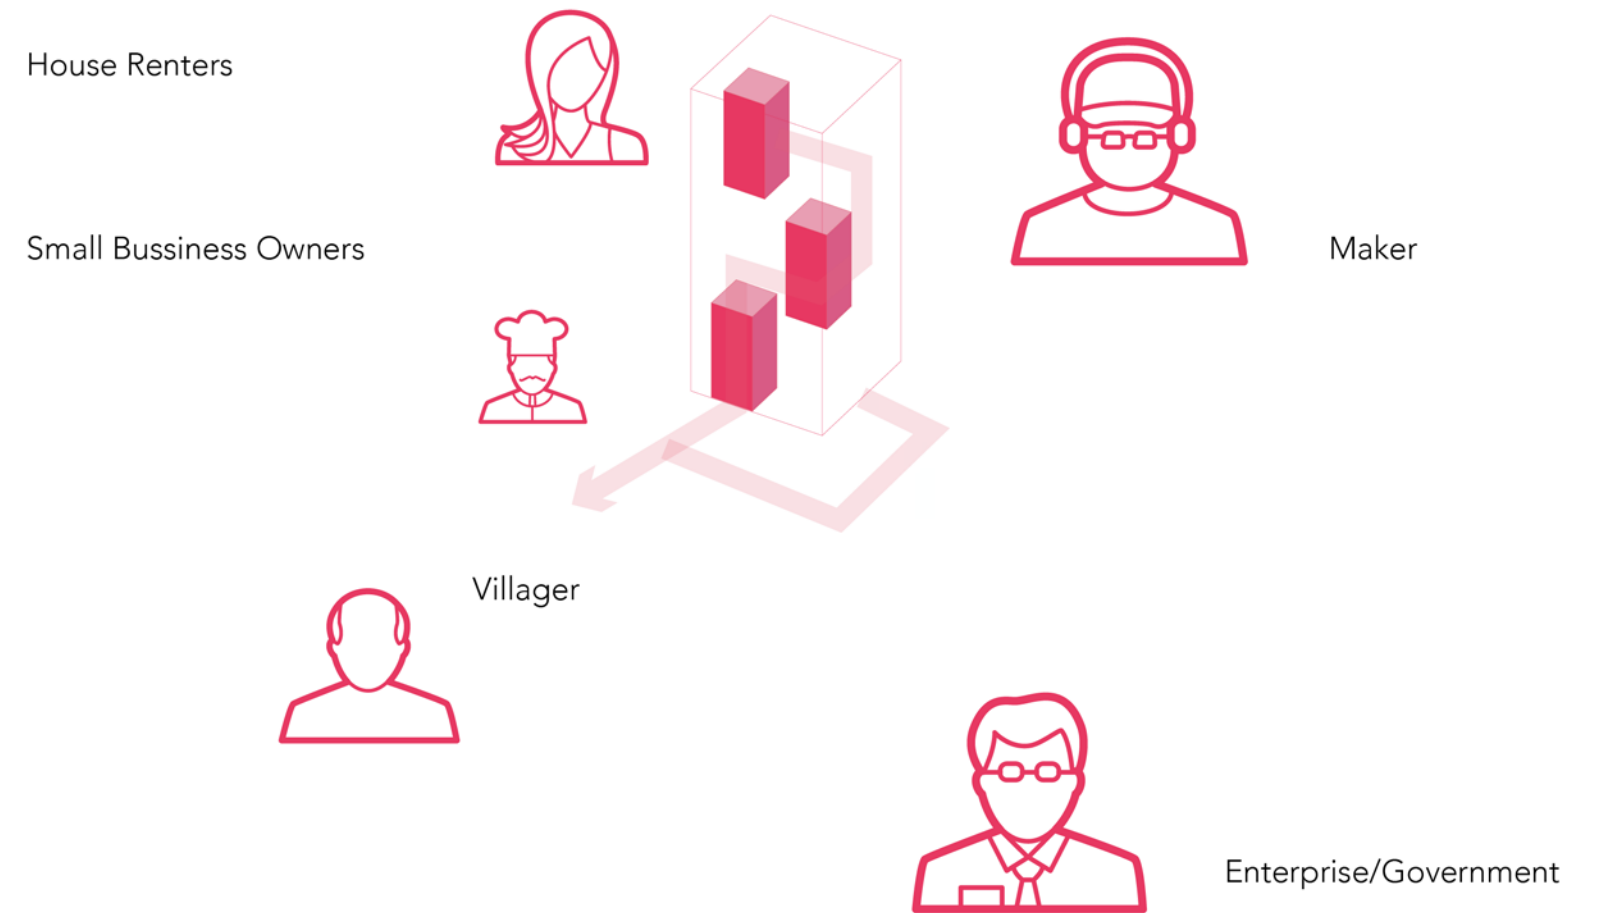 House Renters
Small Bussiness Owners
Maker
Villager
Enterprise/Government